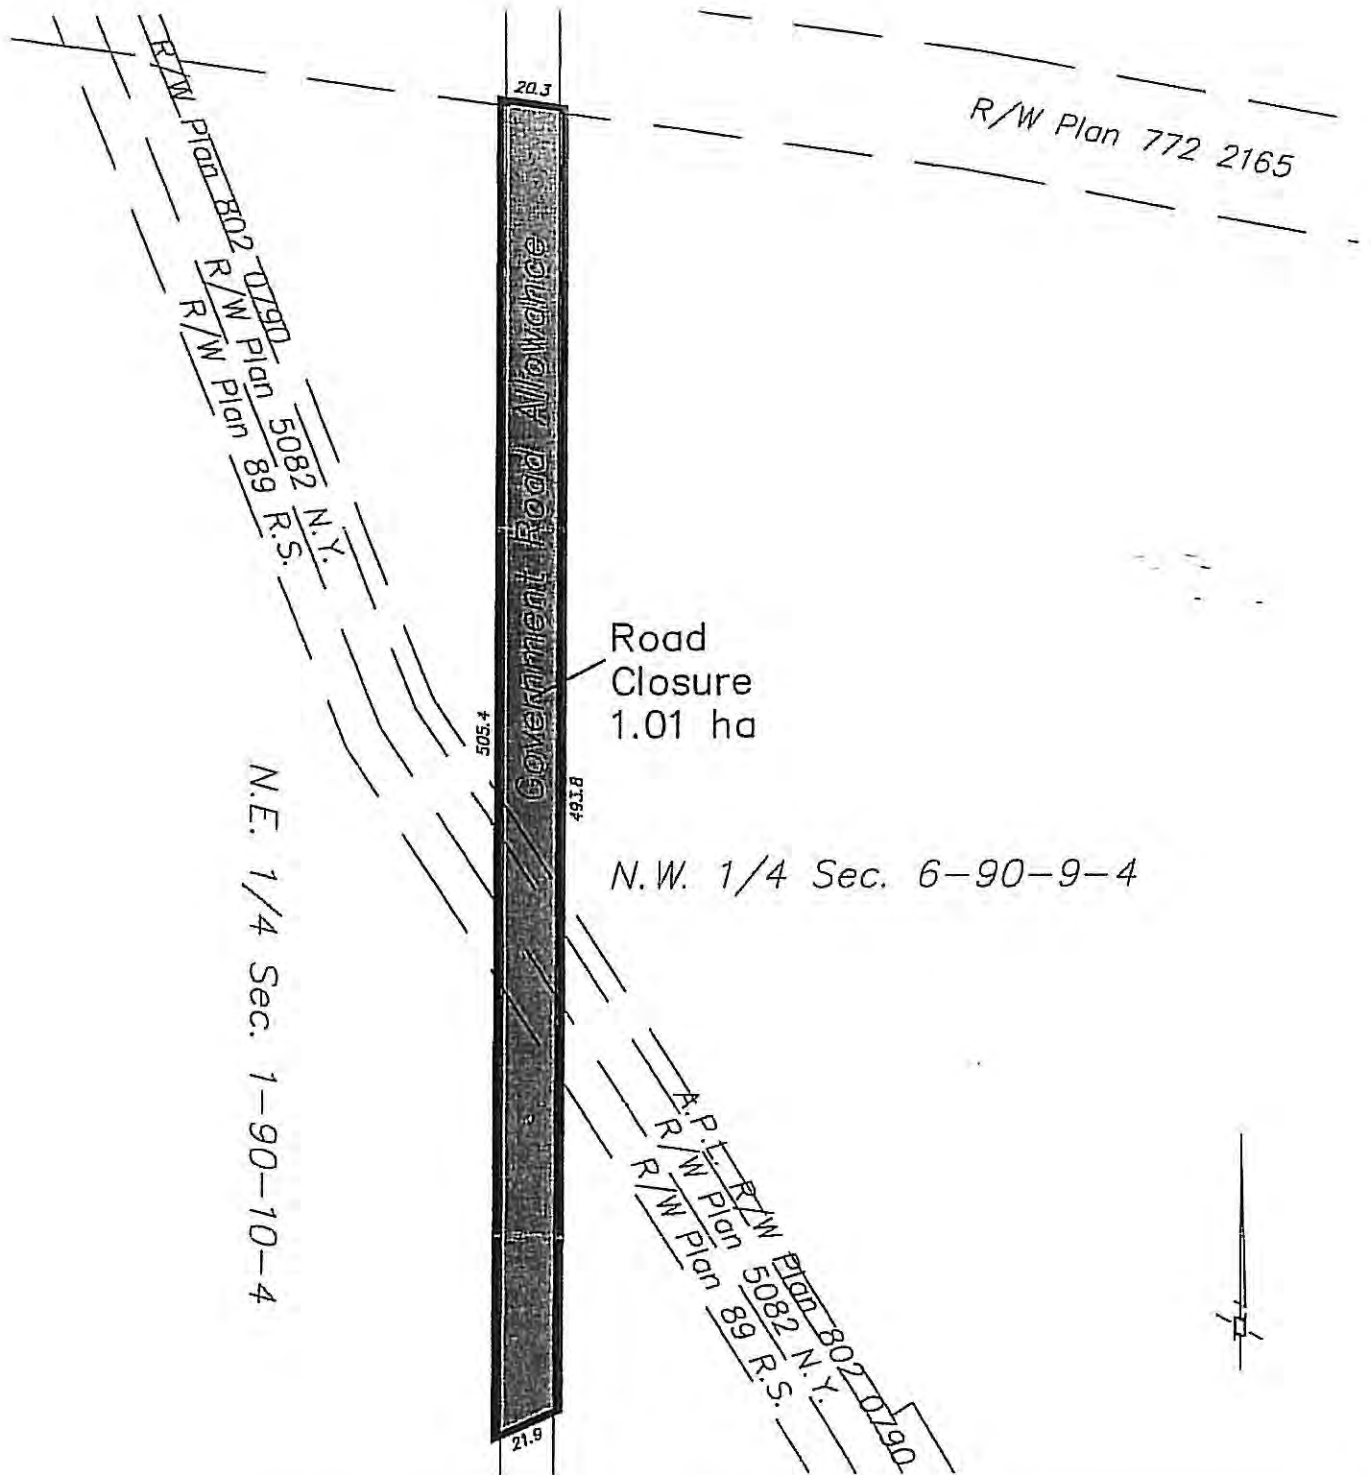 20.3
R/W Plan 772 2165
R/W Plan 802 0790
R/W Plan 5082 N.Y.
R/W Plan 89 R.S.
Government Road Allowance
Road
Closure
1.01 ha
505.4
493.8
N.E. 1/4 Sec. 1-90-10-4
N.W. 1/4 Sec. 6-90-9-4
A.P.L. R/W Plan 802 0790
R/W Plan 5082 N.Y.
R/W Plan 89 R.S.
21.9